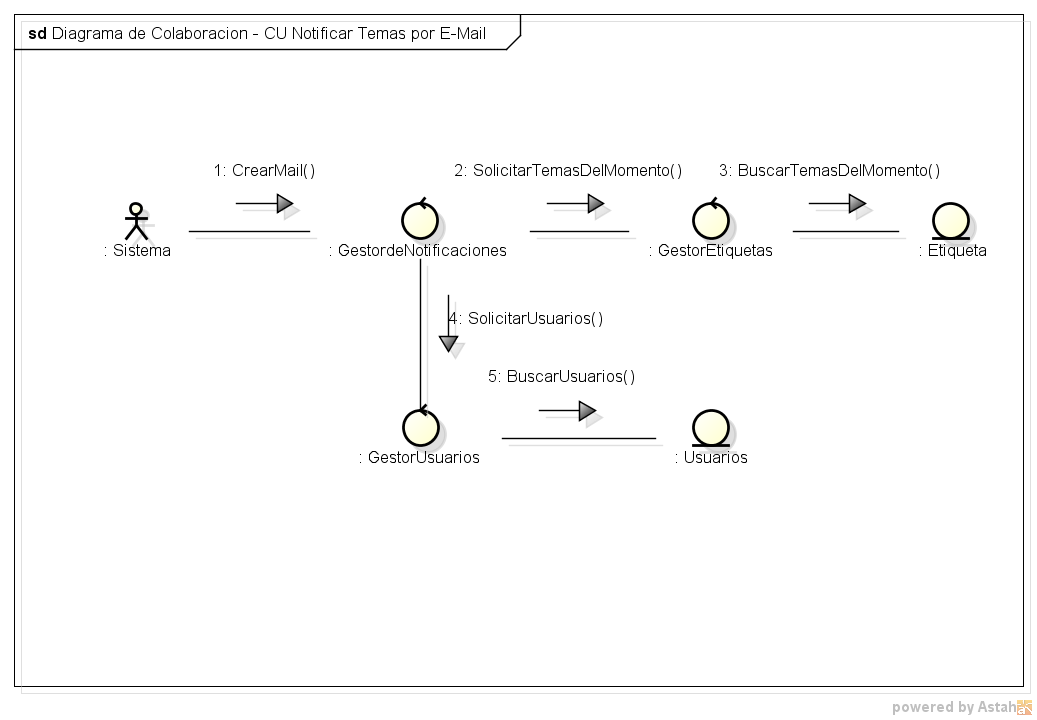 sd Diagrama de Colaboracion - CU Notificar Temas por E-Mail
1: CrearMail()
2: SolicitarTemasDelMomento()
3: BuscarTemasDelMomento()
: Sistema
: GestordeNotificaciones
: GestorEtiquetas
: Etiqueta
4: SolicitarUsuarios()
5: BuscarUsuarios()
: GestorUsuarios
: Usuarios
powered by Astah